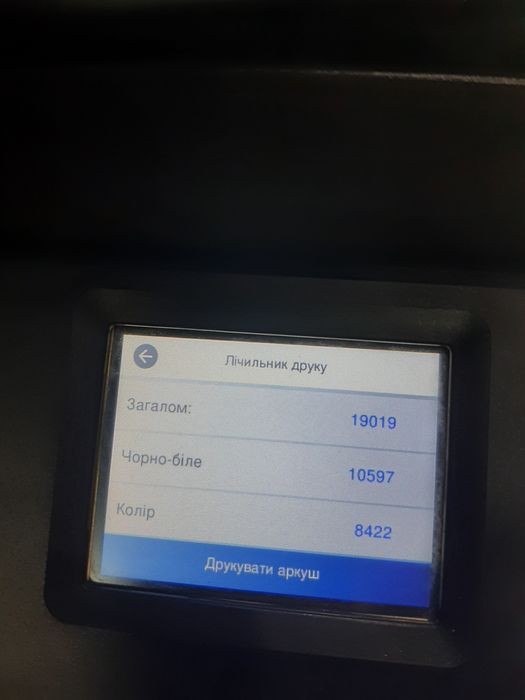 Лічильник друку
Загалом: 19019
Чорно-біле 10597
Колір 8422
Друкувати аркуш